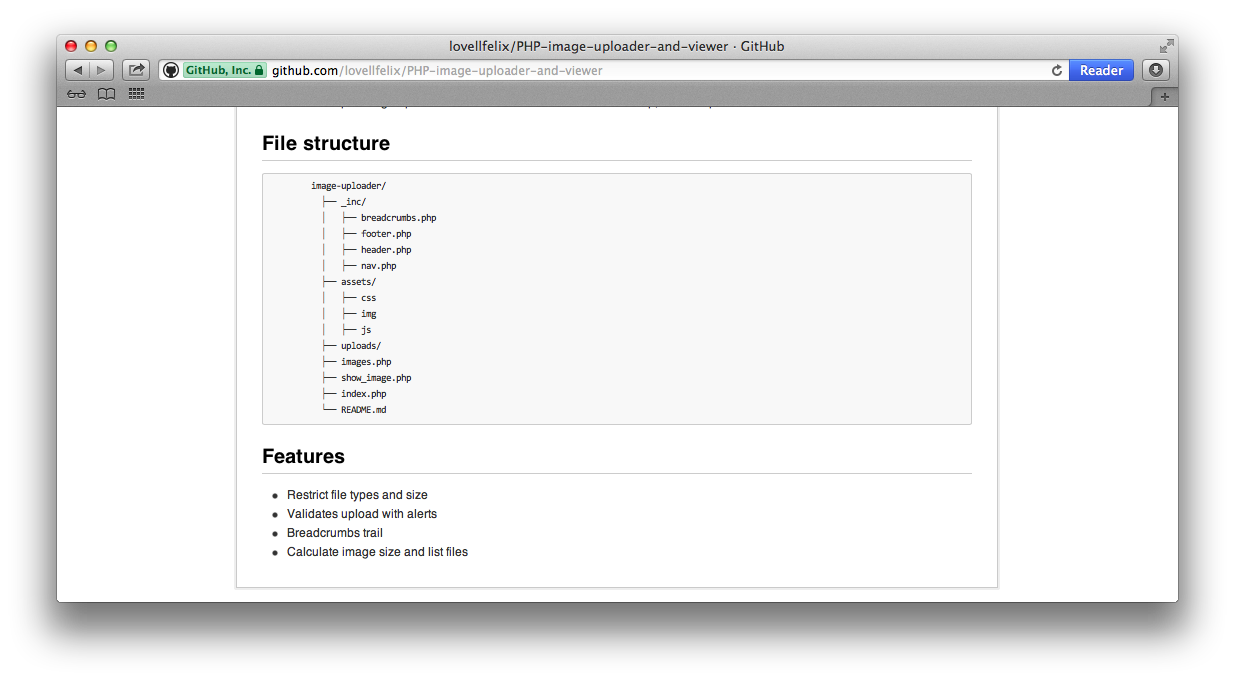 lovellfelix/PHP-image-uploader-and-viewer · GitHub
GitHub, Inc. github.com/lovellfelix/PHP-image-uploader-and-viewer Reader
File structure
image-uploader/
├── _inc/
│   ├── breadcrumbs.php
│   ├── footer.php
│   ├── header.php
│   ├── nav.php
├── assets/
│   ├── css
│   ├── img
│   ├── js
├── uploads/
├── images.php
├── show_image.php
├── index.php
└── README.md
Features
• Restrict file types and size
• Validates upload with alerts
• Breadcrumbs trail
• Calculate image size and list files